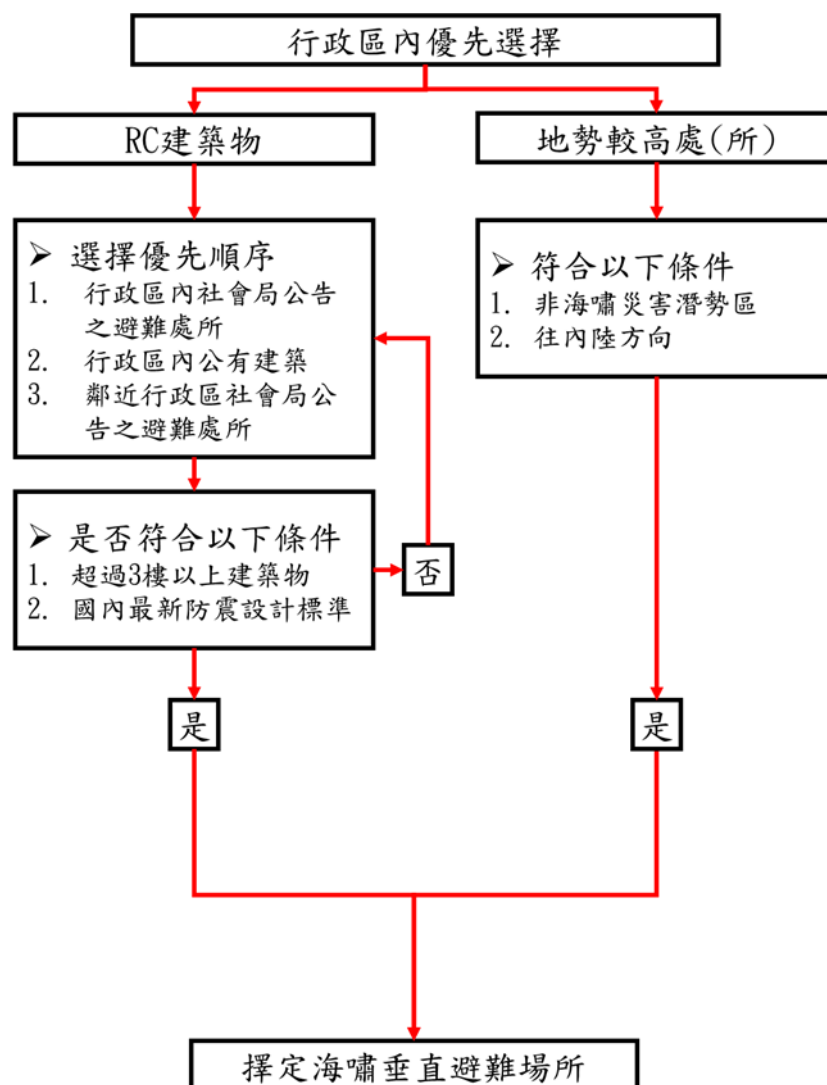 行政區內優先選擇
RC建築物
地勢較高處(所)
➢ 選擇優先順序
1. 行政區內社會局公告
之避難處所
2. 行政區內公有建築
3. 鄰近行政區社會局公
告之避難處所
➢ 符合以下條件
1. 非海嘯災害潛勢區
2. 往內陸方向
➢ 是否符合以下條件
1. 超過3樓以上建築物
2. 國內最新防震設計標準
否
是
是
擇定海嘯垂直避難場所